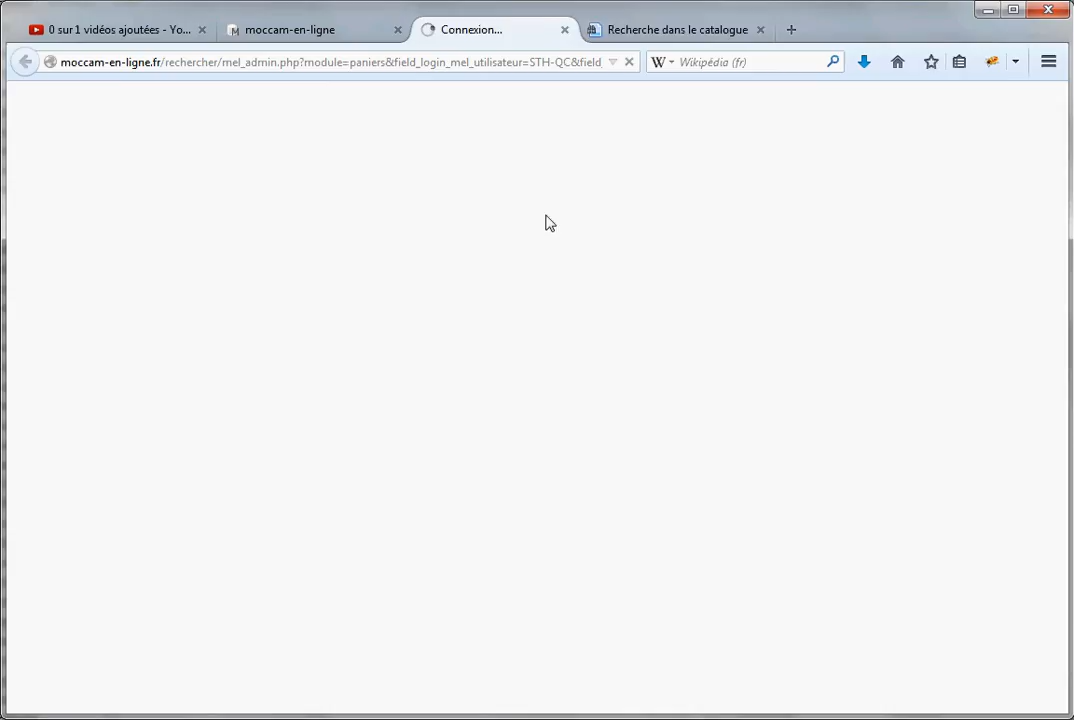 0 sur 1 vidéos ajoutées - Yo...
moccam-en-ligne
Connexion...
Recherche dans le catalogue
moccam-en-ligne.fr/rechercher/mel_admin.php?module=paniers&field_login_mel_utilisateur=STH-QC&field
W
Wikipédia (fr)